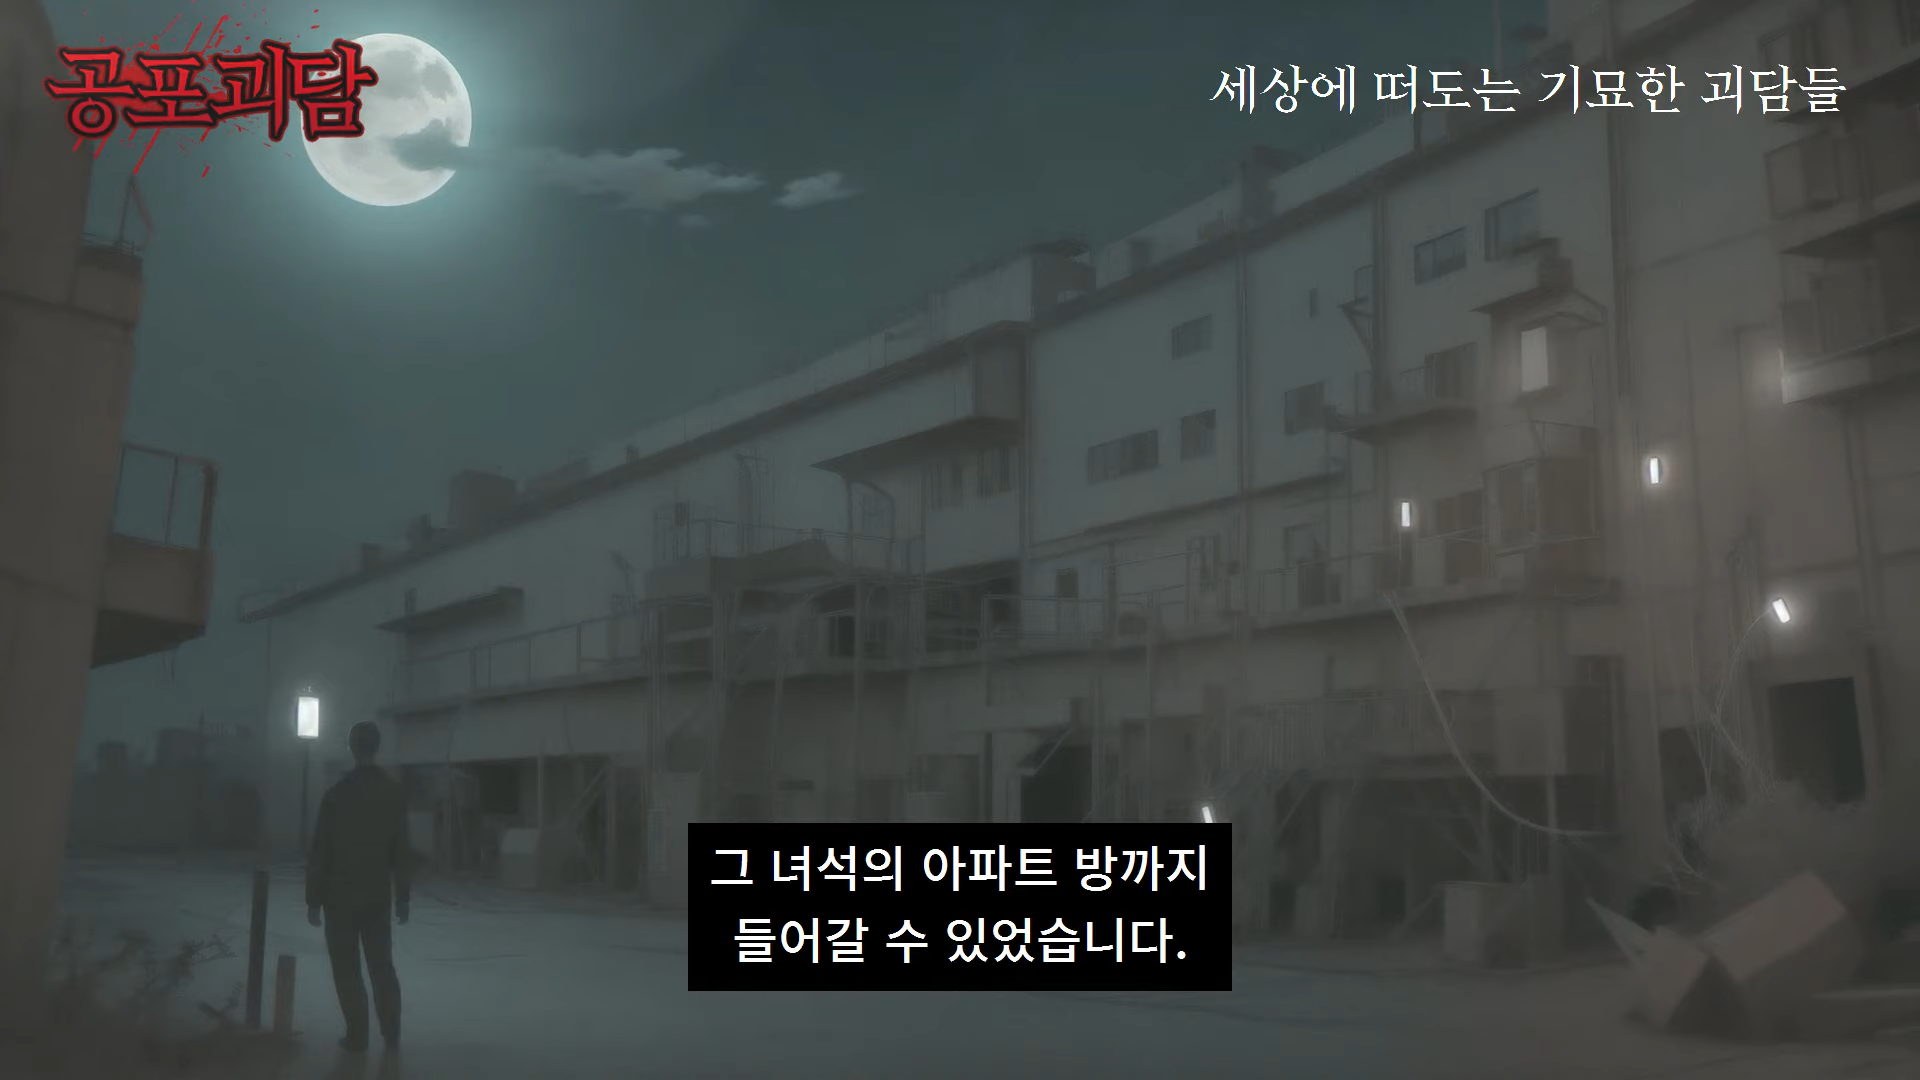 공포괴담
세상에 떠도는 기묘한 괴담들
그 녀석의 아파트 방까지
들어갈 수 있었습니다.